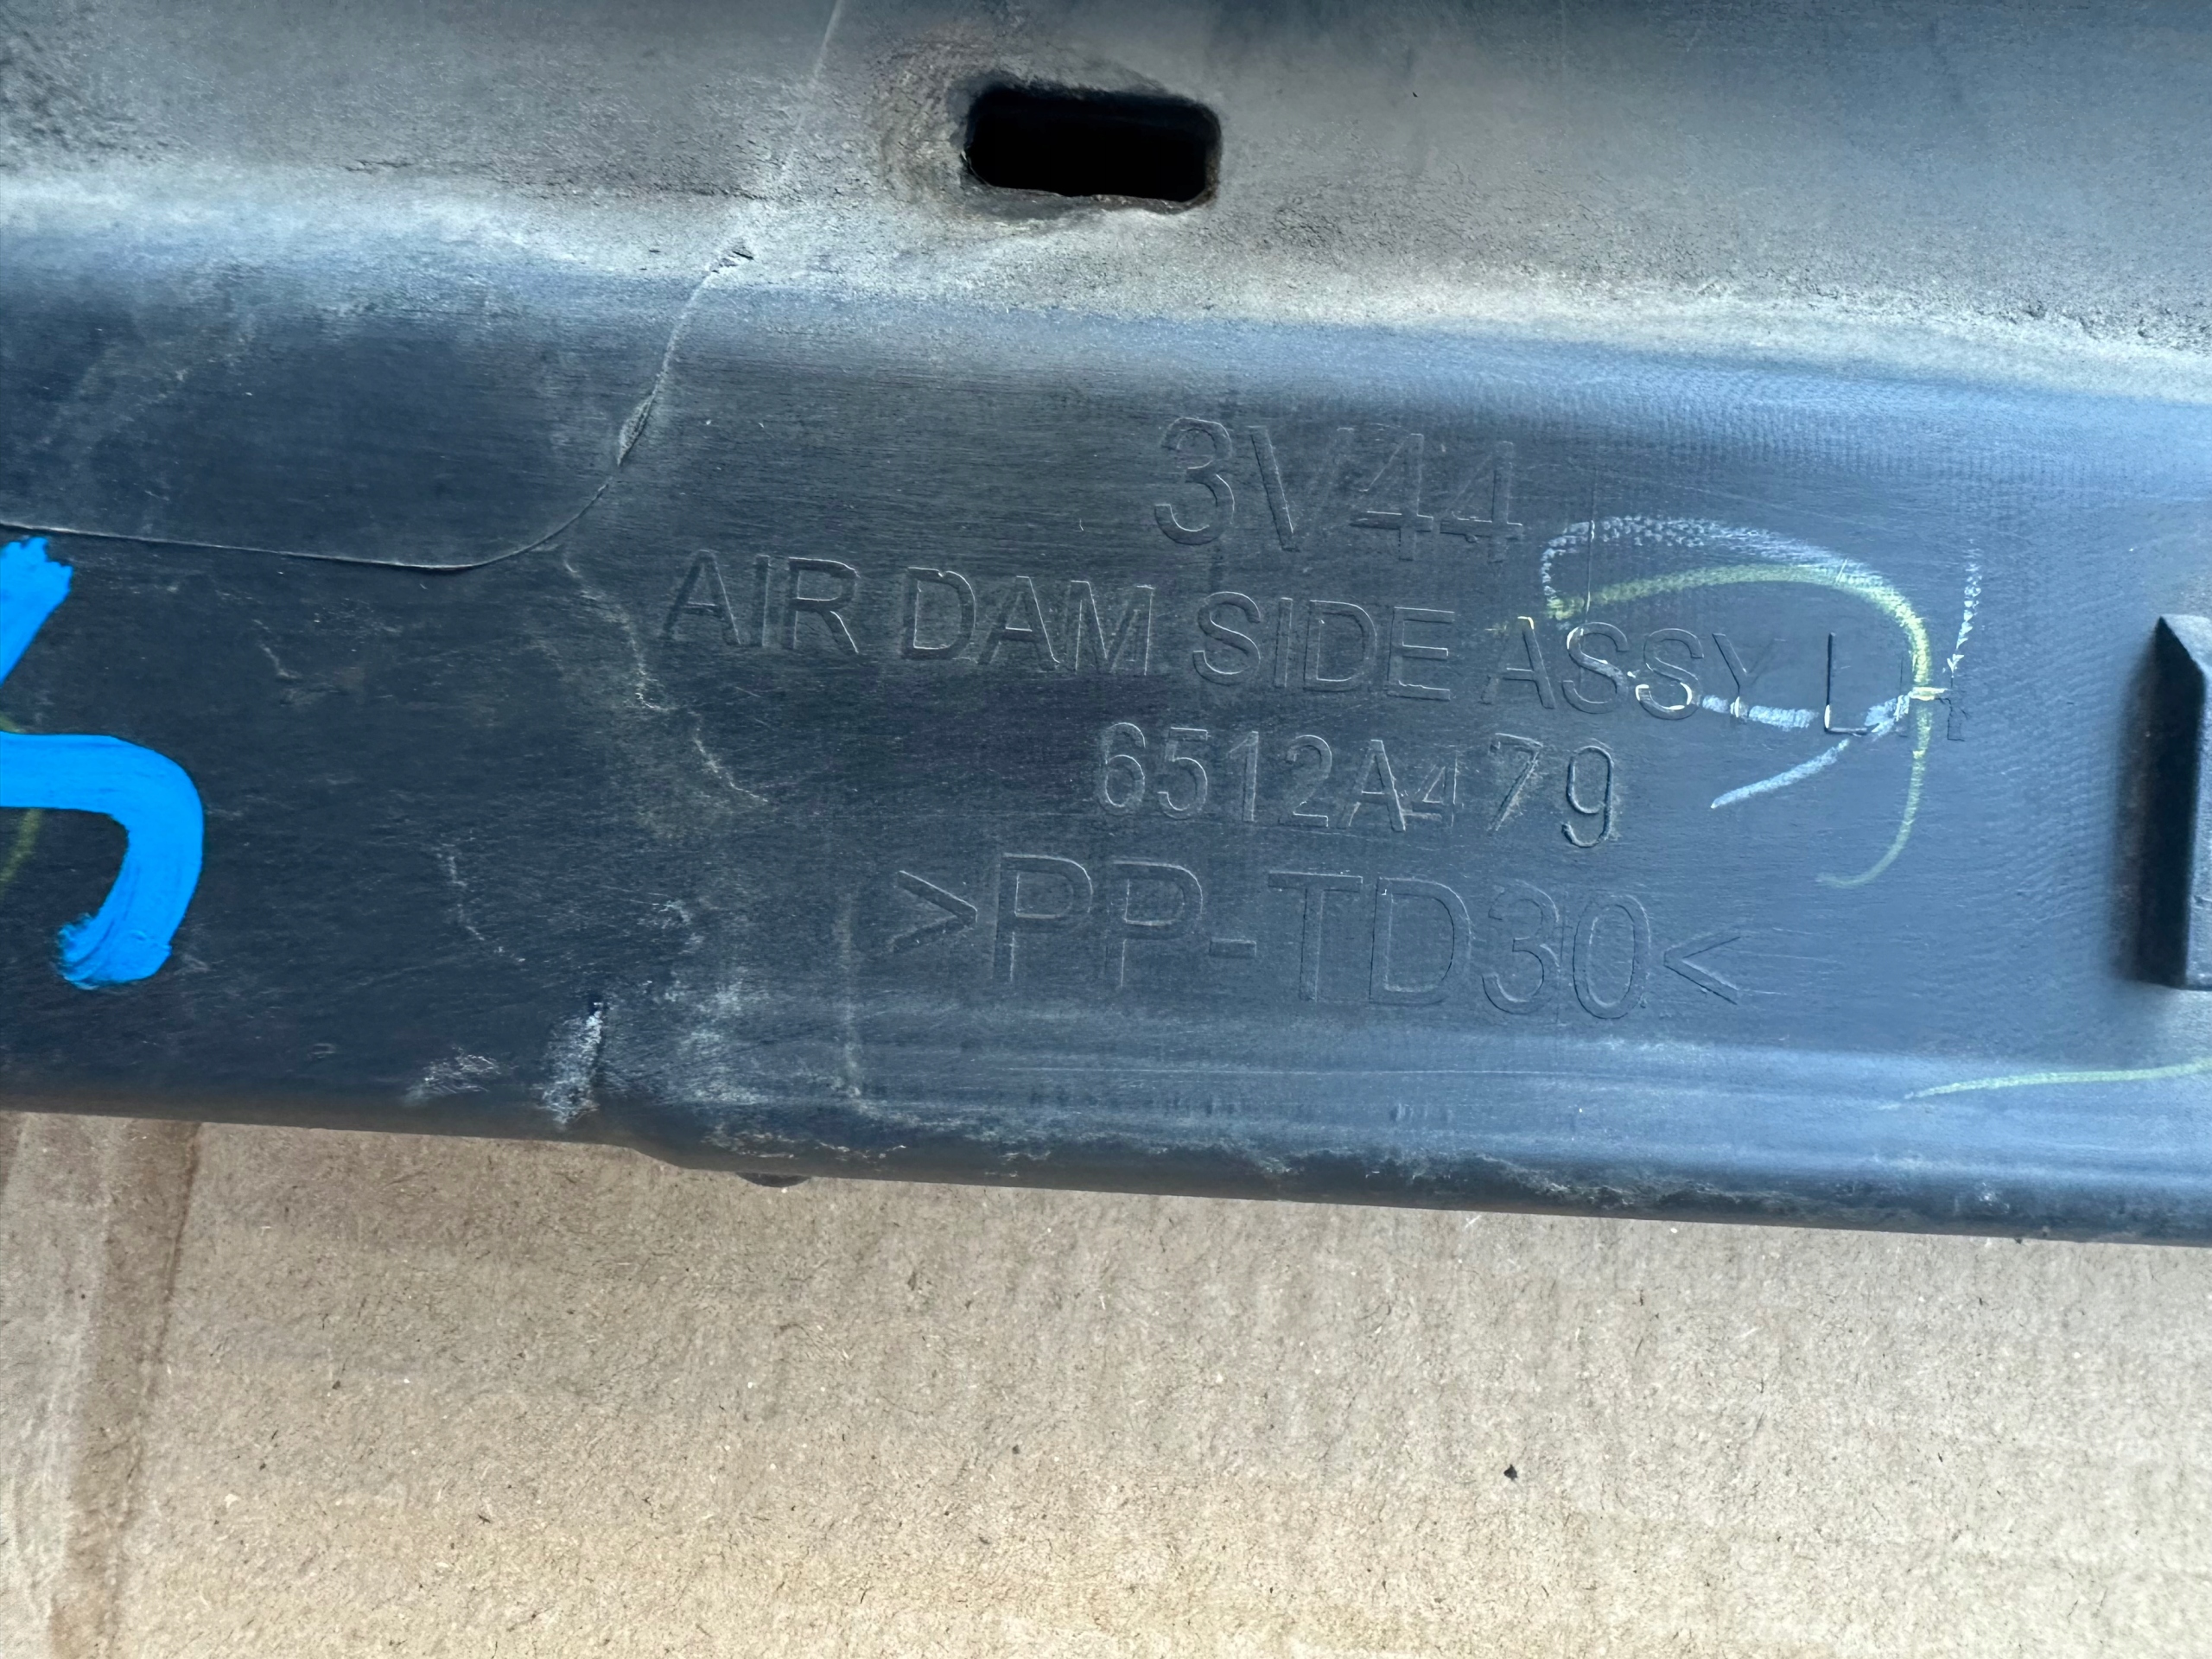 3V44
AIR DAM SIDE ASSY LH
6512A479
>PP-TD30<